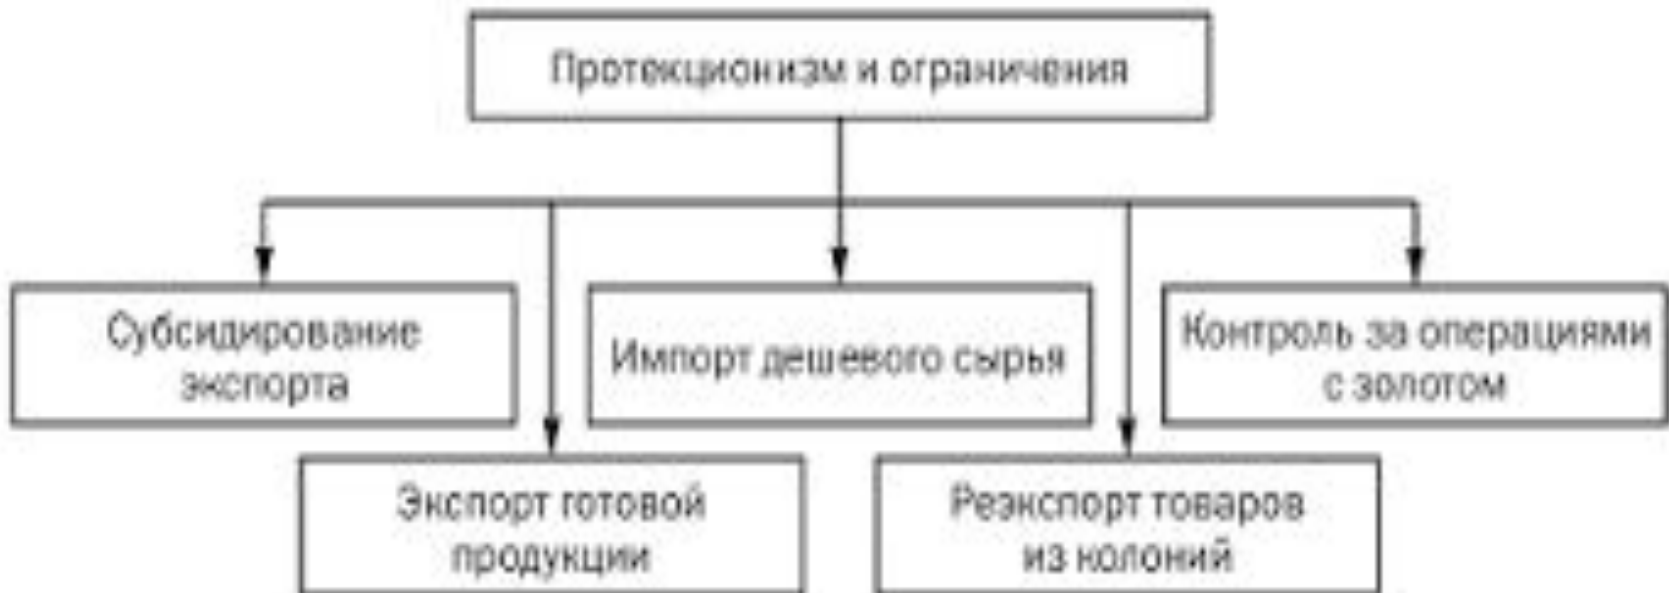 Протекционизм и ограничения
Субсидирование
экспорта
Импорт дешевого сырья
Контроль за операциями
с золотом
Экспорт готовой
продукции
Реэкспорт товаров
из колоний